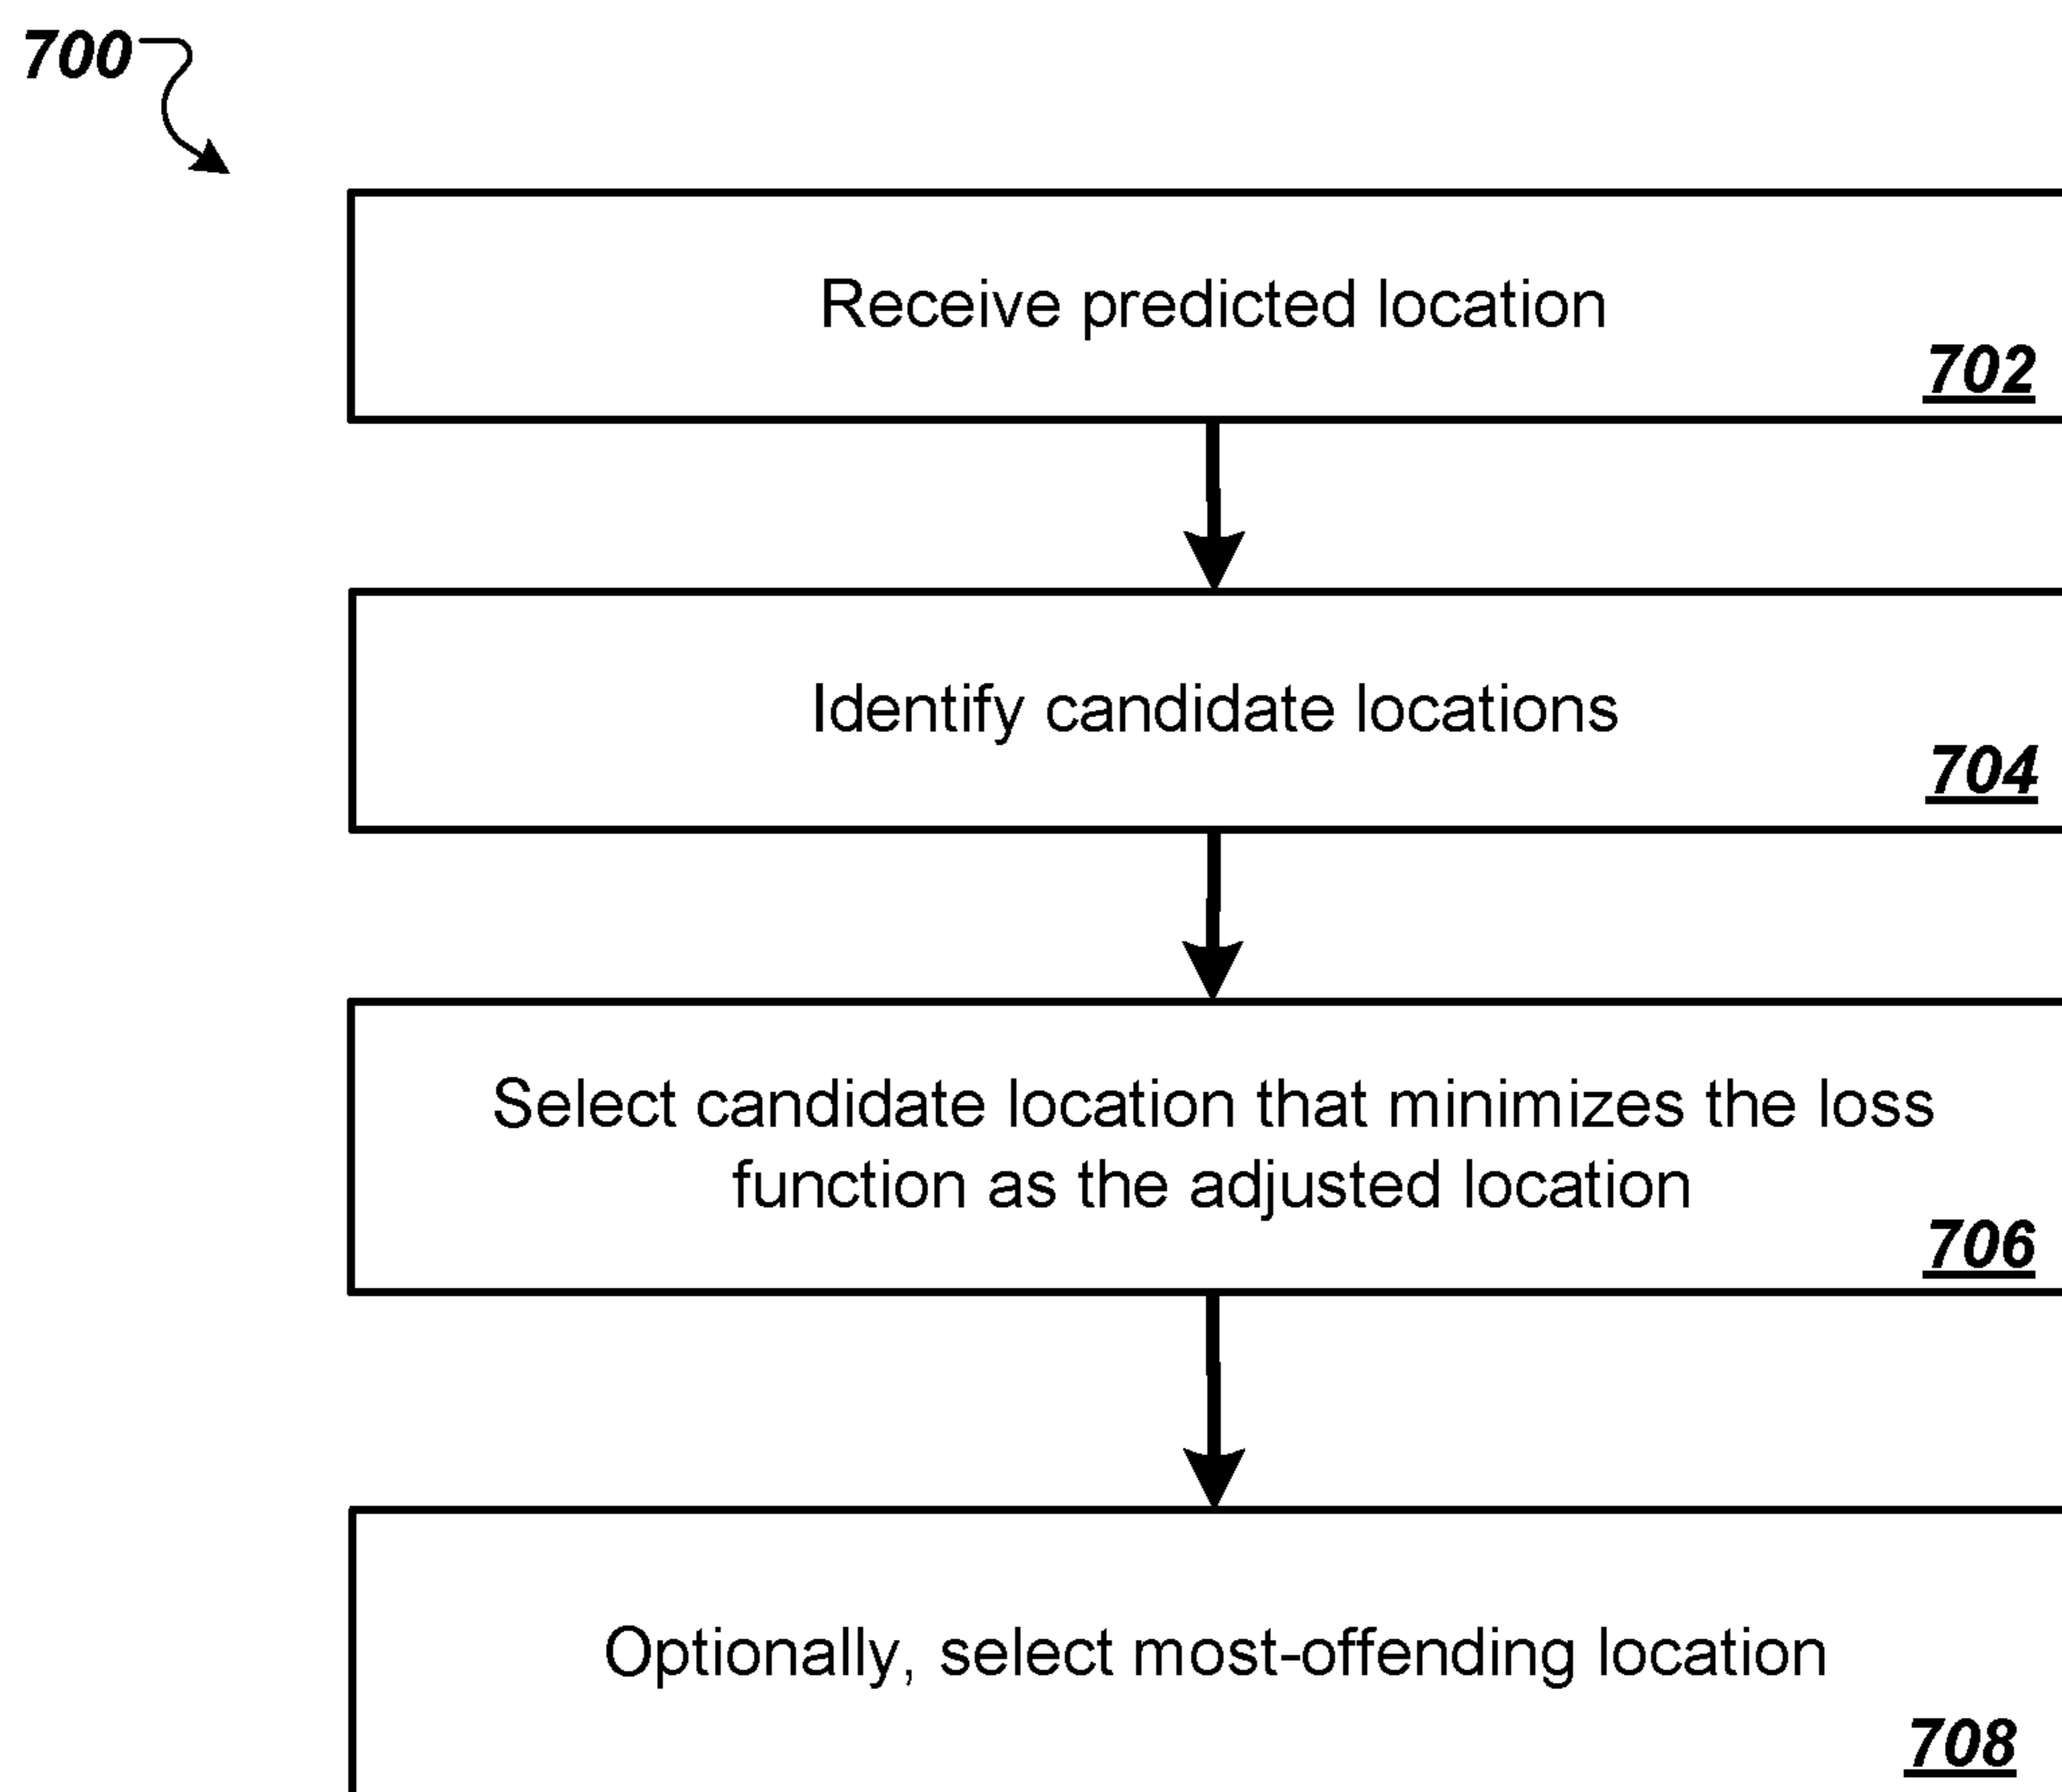 700
Receive predicted location
702
Identify candidate locations
704
Select candidate location that minimizes the loss
function as the adjusted location
706
Optionally, select most-offending location
708